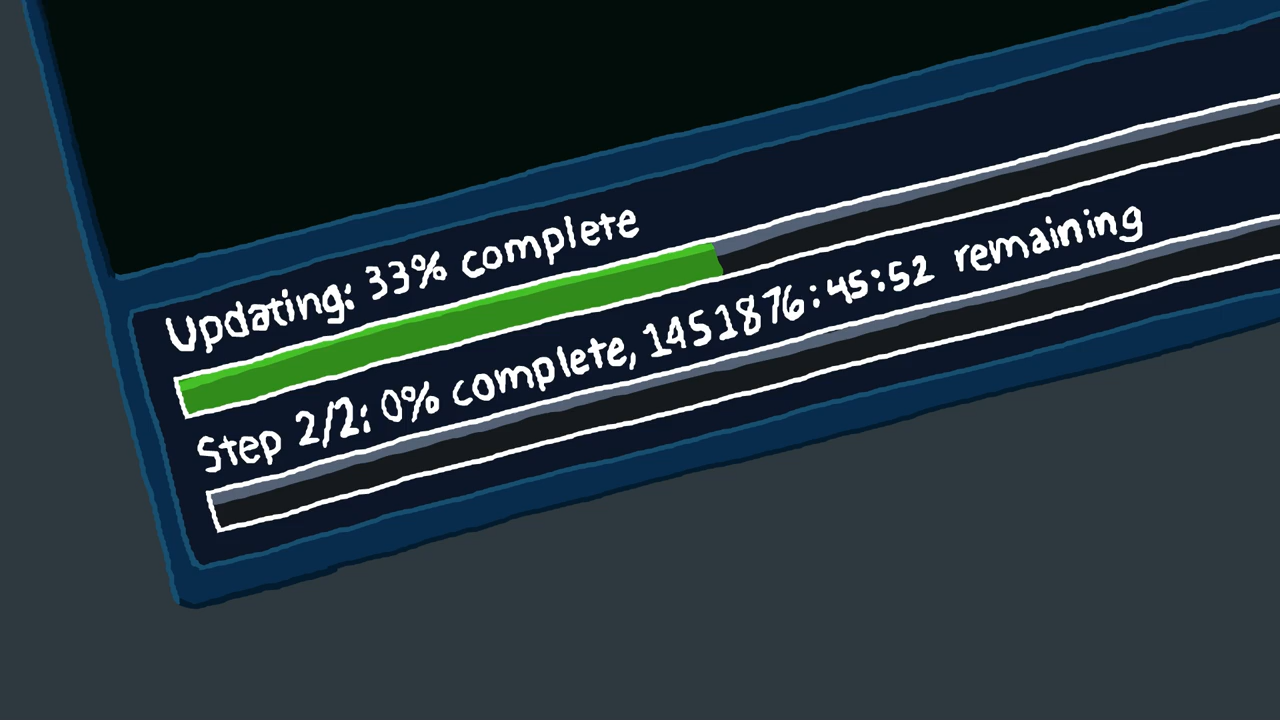 Updating: 33% complete
Step 2/2: 0% complete, 1451876:45:52 remaining